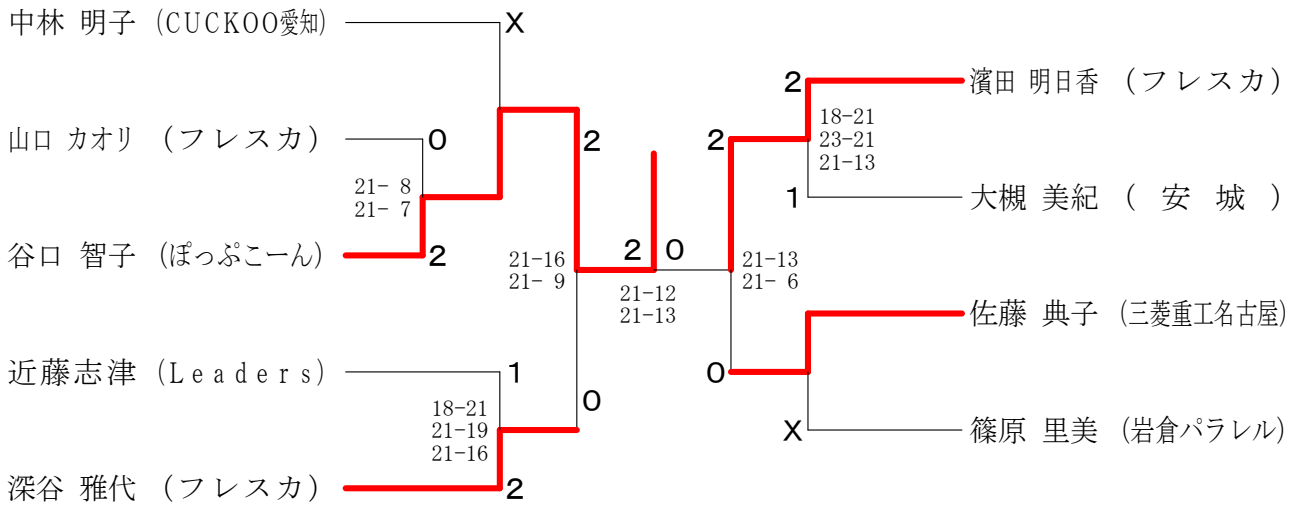 中林 明子 (CUCKOO愛知)
X
山口 カオリ (フレスカ)
0
21- 8
21- 7
谷口 智子 (ぽっぷこーん)
2
2
21-16
21- 9
近藤志津 (Leaders)
1
18-21
21-19
21-16
0
深谷 雅代 (フレスカ)
2
2 0
21-12
21-13
濱田 明日香 (フレスカ)
2
18-21
23-21
21-13
2
大槻 美紀 ( 安 城 )
1
21-13
21- 6
佐藤 典子 (三菱重工名古屋)
0
篠原 里美 (岩倉パラレル)
X